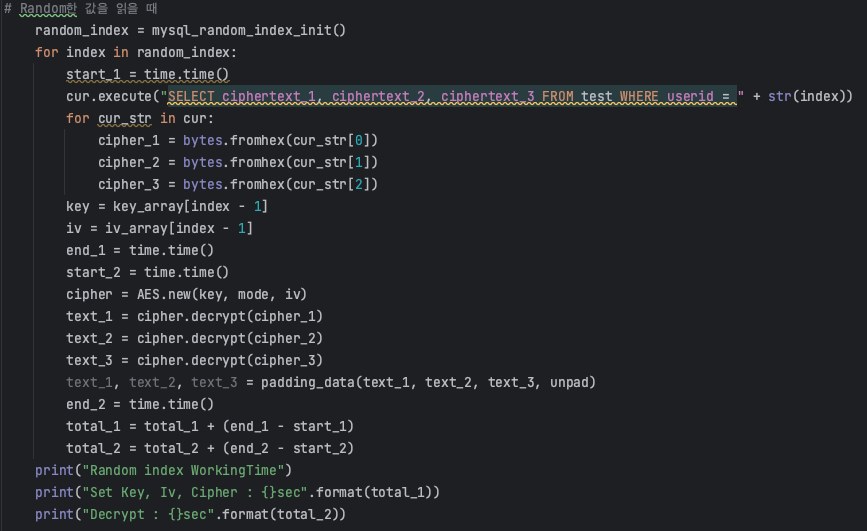 # Random한 값을 읽을 때
    random_index = mysql_random_index_init()
    for index in random_index:
        start_1 = time.time()
        cur.execute("SELECT ciphertext_1, ciphertext_2, ciphertext_3 FROM test WHERE userid = " + str(index))
        for cur_str in cur:
            cipher_1 = bytes.fromhex(cur_str[0])
            cipher_2 = bytes.fromhex(cur_str[1])
            cipher_3 = bytes.fromhex(cur_str[2])
        key = key_array[index - 1]
        iv = iv_array[index - 1]
        end_1 = time.time()
        start_2 = time.time()
        cipher = AES.new(key, mode, iv)
        text_1 = cipher.decrypt(cipher_1)
        text_2 = cipher.decrypt(cipher_2)
        text_3 = cipher.decrypt(cipher_3)
        text_1, text_2, text_3 = padding_data(text_1, text_2, text_3, unpad)
        end_2 = time.time()
        total_1 = total_1 + (end_1 - start_1)
        total_2 = total_2 + (end_2 - start_2)
    print("Random index WorkingTime")
    print("Set Key, Iv, Cipher : {}sec".format(total_1))
    print("Decrypt : {}sec".format(total_2))